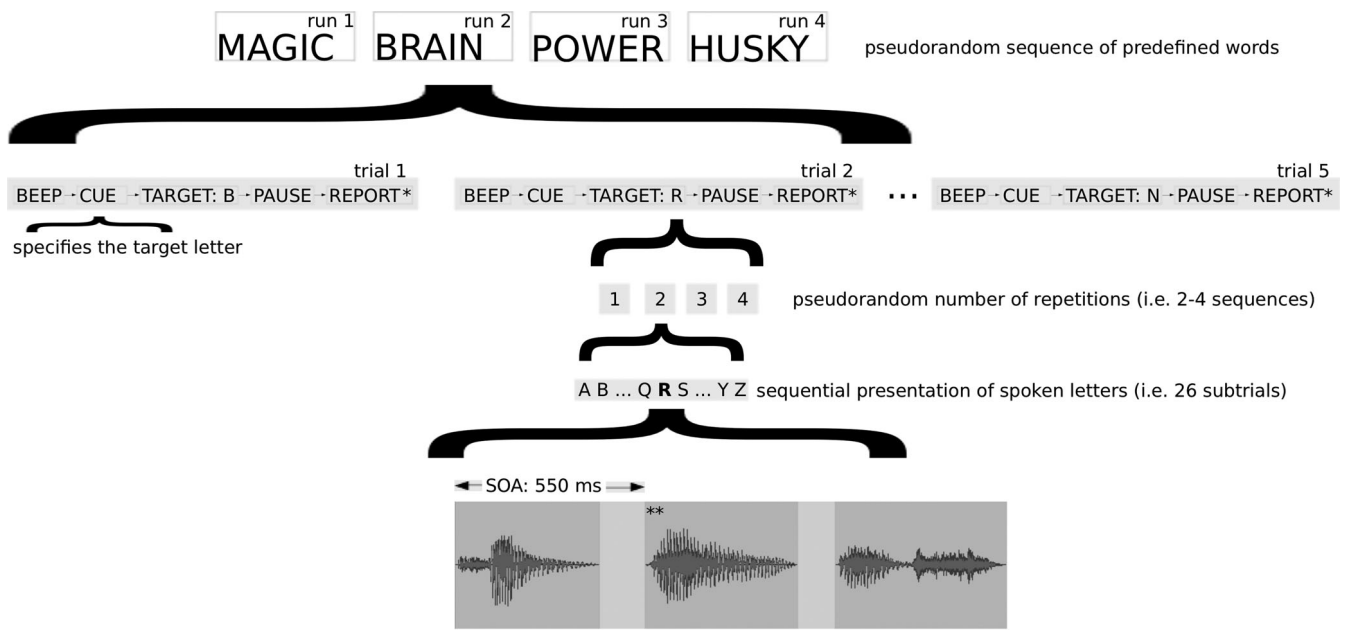 run 1 run 2 run 3 run 4
MAGIC BRAIN POWER HUSKY pseudorandom sequence of predefined words
trial 1 trial 2 trial 5
BEEP CUE TARGET: B PAUSE REPORT* BEEP CUE TARGET: R PAUSE REPORT* ... BEEP CUE TARGET: N PAUSE REPORT*
specifies the target letter
1 2 3 4 pseudorandom number of repetitions (i.e. 2-4 sequences)
A B ... Q R S ... Y Z sequential presentation of spoken letters (i.e. 26 subtrials)
SOA: 550 ms
**